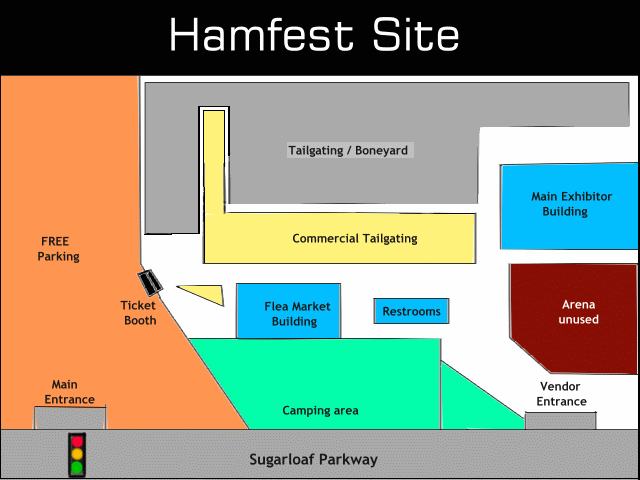 Hamfest Site
Tailgating / Boneyard
Main Exhibitor
Building
Commercial Tailgating
FREE
Parking
Ticket
Booth
Flea Market
Building
Restrooms
Arena
unused
Main
Entrance
Camping area
Vendor
Entrance
Sugarloaf Parkway